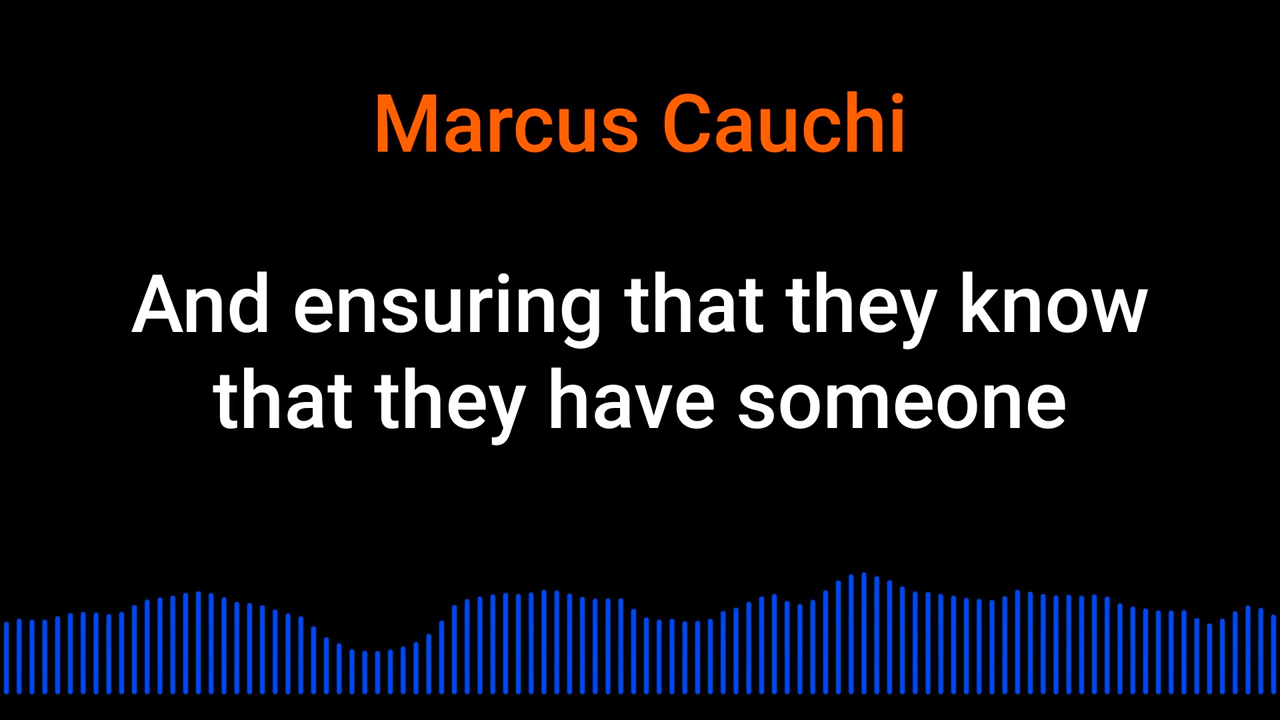 Marcus Cauchi
And ensuring that they know
that they have someone